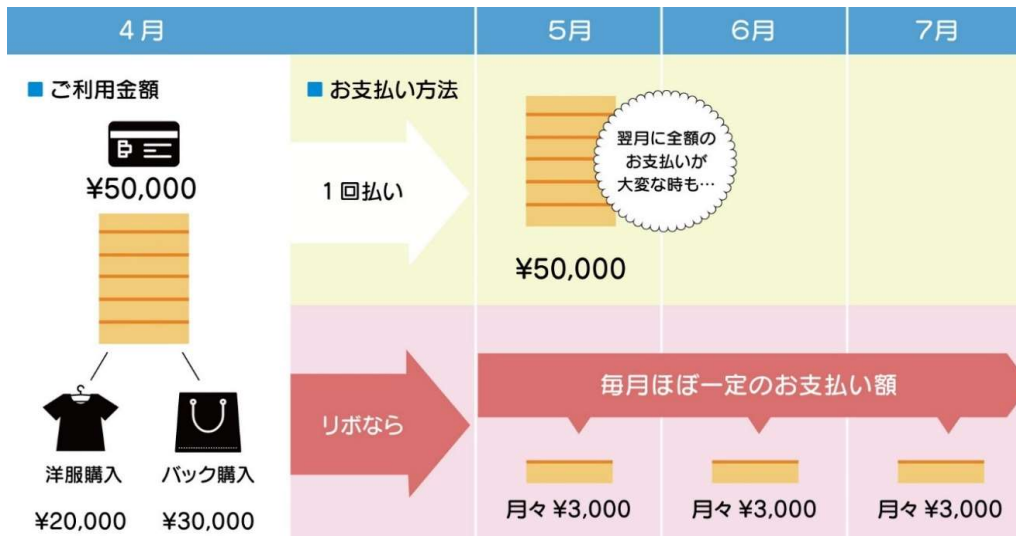 4月
5月
6月
7月
■ ご利用金額
¥50,000
洋服購入
バック購入
¥20,000
¥30,000
■ お支払い方法
1回払い
翌月に全額の
お支払いが
大変な時も…
¥50,000
リボなら
毎月ほぼ一定のお支払い額
月々 ¥3,000
月々 ¥3,000
月々 ¥3,000